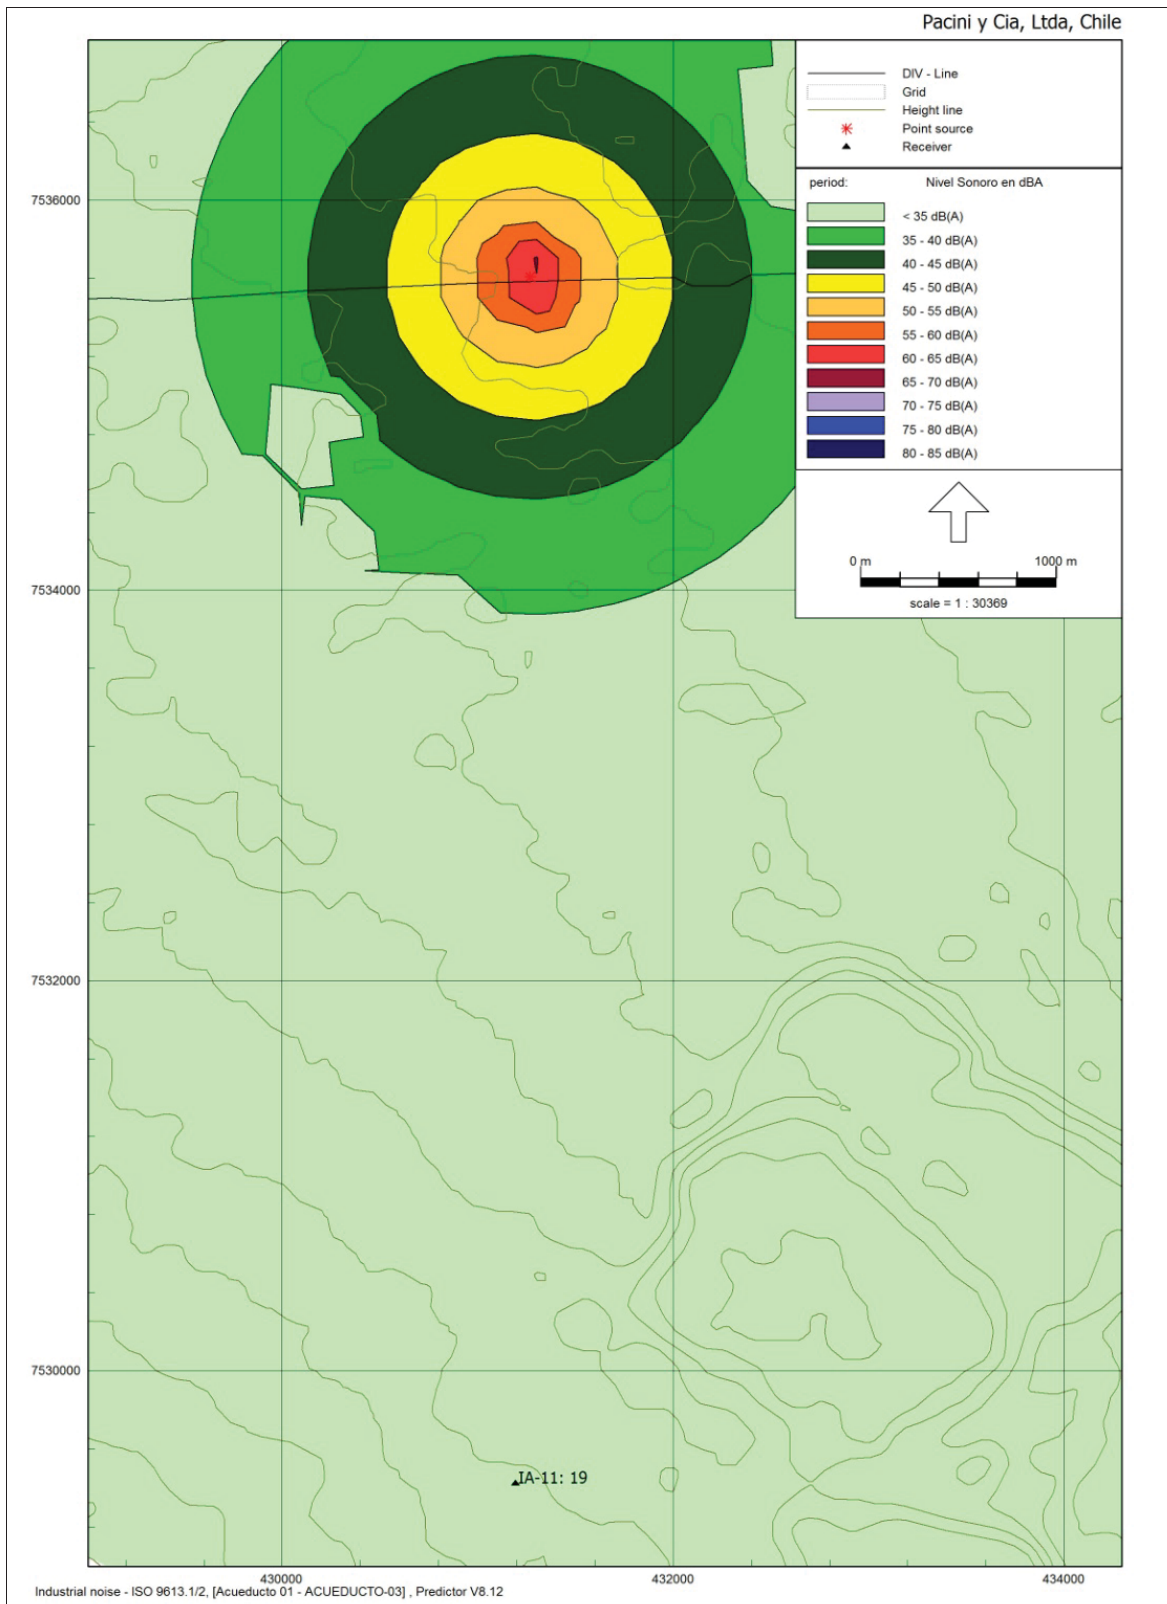 Pacini y Cia, Ltda, Chile
DIV - Line
Grid
Height line
Point source
Receiver
period: Nivel Sonoro en dBA
< 35 dB(A)
35 - 40 dB(A)
40 - 45 dB(A)
45 - 50 dB(A)
50 - 55 dB(A)
55 - 60 dB(A)
60 - 65 dB(A)
65 - 70 dB(A)
70 - 75 dB(A)
75 - 80 dB(A)
80 - 85 dB(A)
0 m 1000 m
scale = 1 : 30369
7536000
7534000
7532000
7530000
IA-11: 19
430000 432000 434000
Industrial noise - ISO 9613.1/2, [Acueducto 01 - ACUEDUCTO-03] , Predictor V8.12